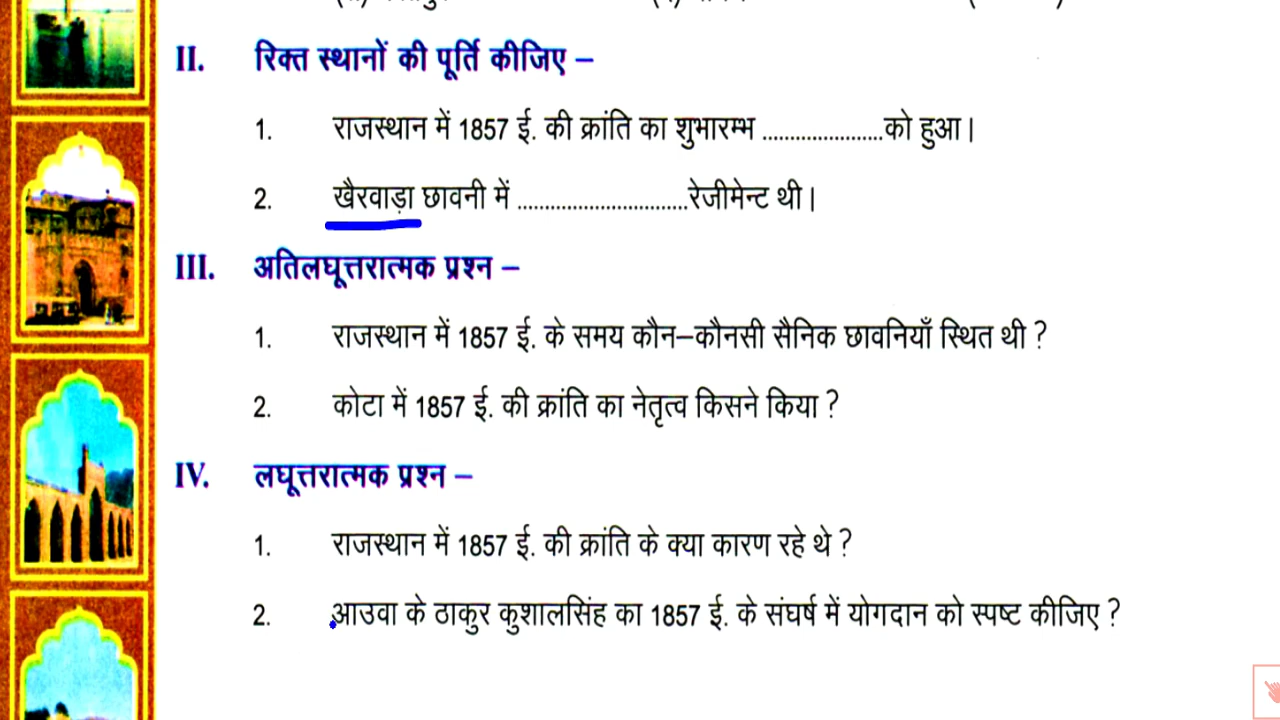 II. रिक्त स्थानों की पूर्ति कीजिए –
1. राजस्थान में 1857 ई. की क्रांति का शुभारम्भ ......................को हुआ।
2. खैरवाड़ा छावनी में ...............................रेजीमेन्ट थी।
III. अतिलघूत्तरात्मक प्रश्न –
1. राजस्थान में 1857 ई. के समय कौन–कौनसी सैनिक छावनियाँ स्थित थी ?
2. कोटा में 1857 ई. की क्रांति का नेतृत्व किसने किया ?
IV. लघूत्तरात्मक प्रश्न –
1. राजस्थान में 1857 ई. की क्रांति के क्या कारण रहे थे ?
2. आउवा के ठाकुर कुशालसिंह का 1857 ई. के संघर्ष में योगदान को स्पष्ट कीजिए ?